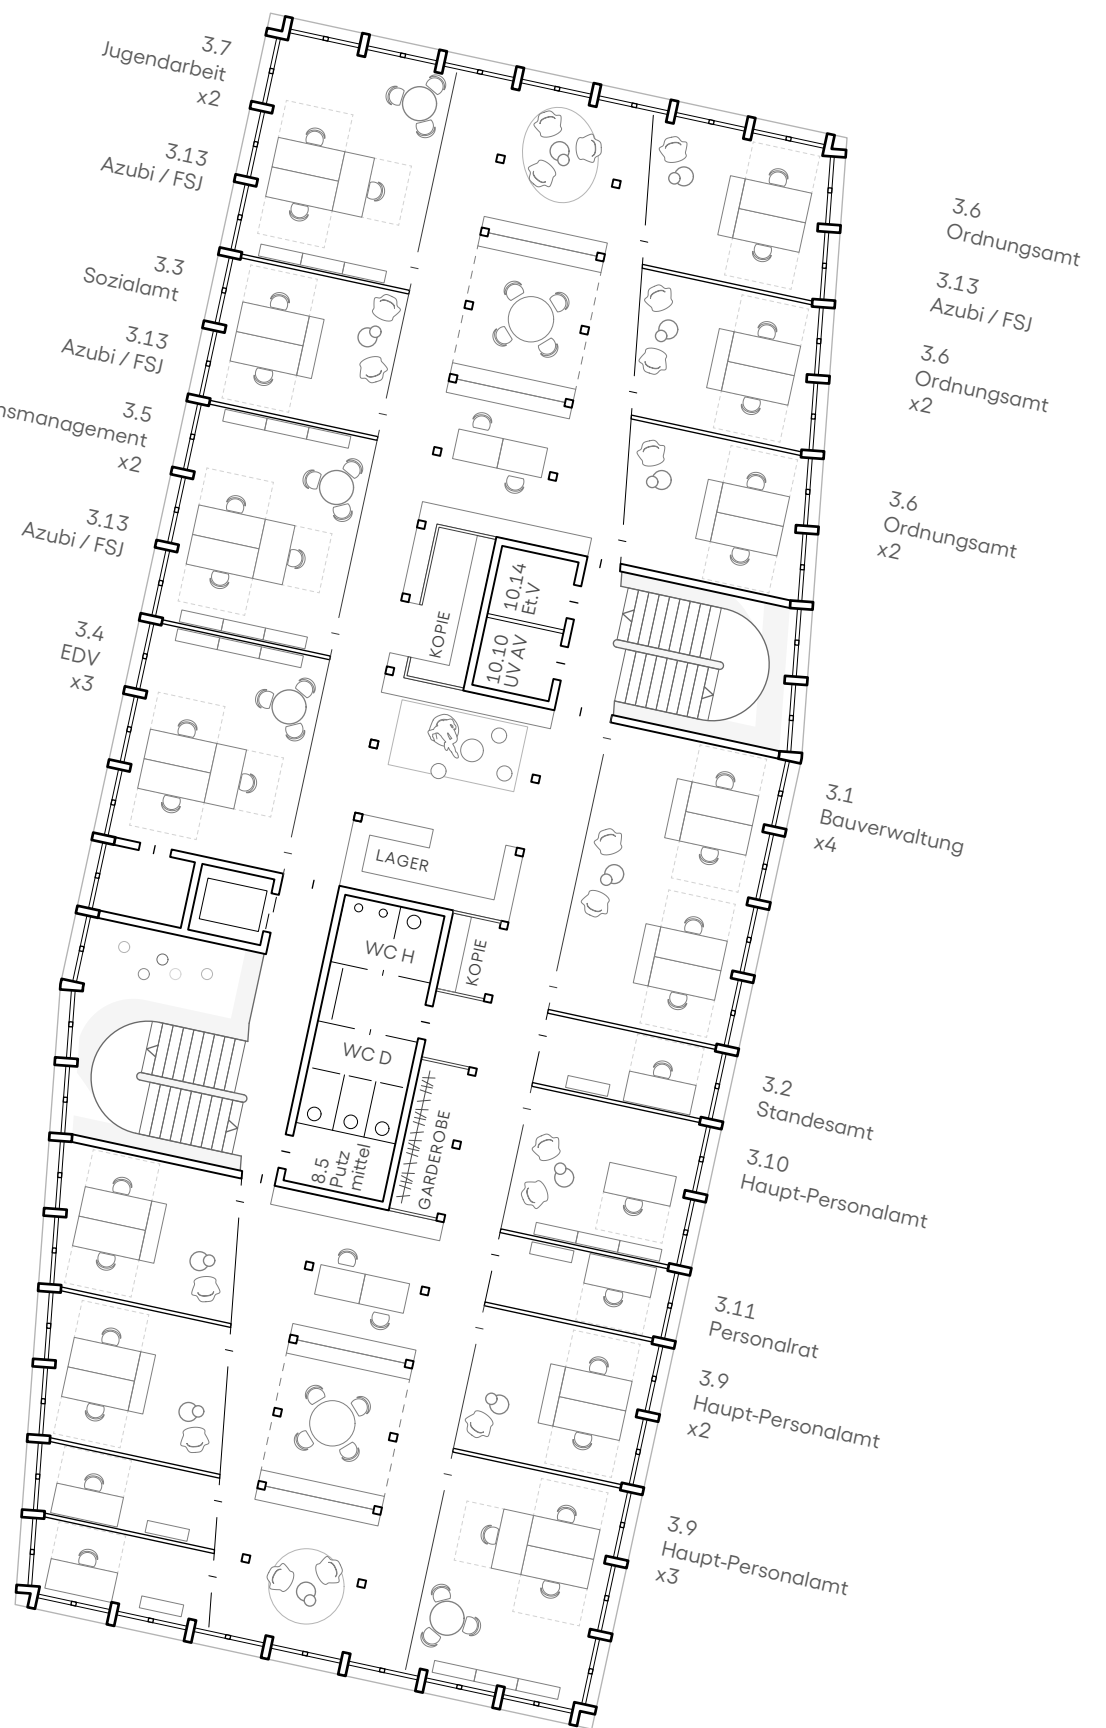 3.7
Jugendarbeit
x2
3.13
Azubi / FSJ
3.3
Sozialamt
3.13
Azubi / FSJ
3.5
nsmanagement
x2
3.13
Azubi / FSJ
3.4
EDV
x3
KOPIE
10.14
Et.V
10.10
UV AV
LAGER
WC H
KOPIE
WC D
GARDEROBE
8.5
Putz
mittel
3.6
Ordnungsamt
3.13
Azubi / FSJ
3.6
Ordnungsamt
x2
3.6
Ordnungsamt
x2
3.1
Bauverwaltung
x4
3.2
Standesamt
3.10
Haupt-Personalamt
3.11
Personalrat
3.9
Haupt-Personalamt
x2
3.9
Haupt-Personalamt
x3